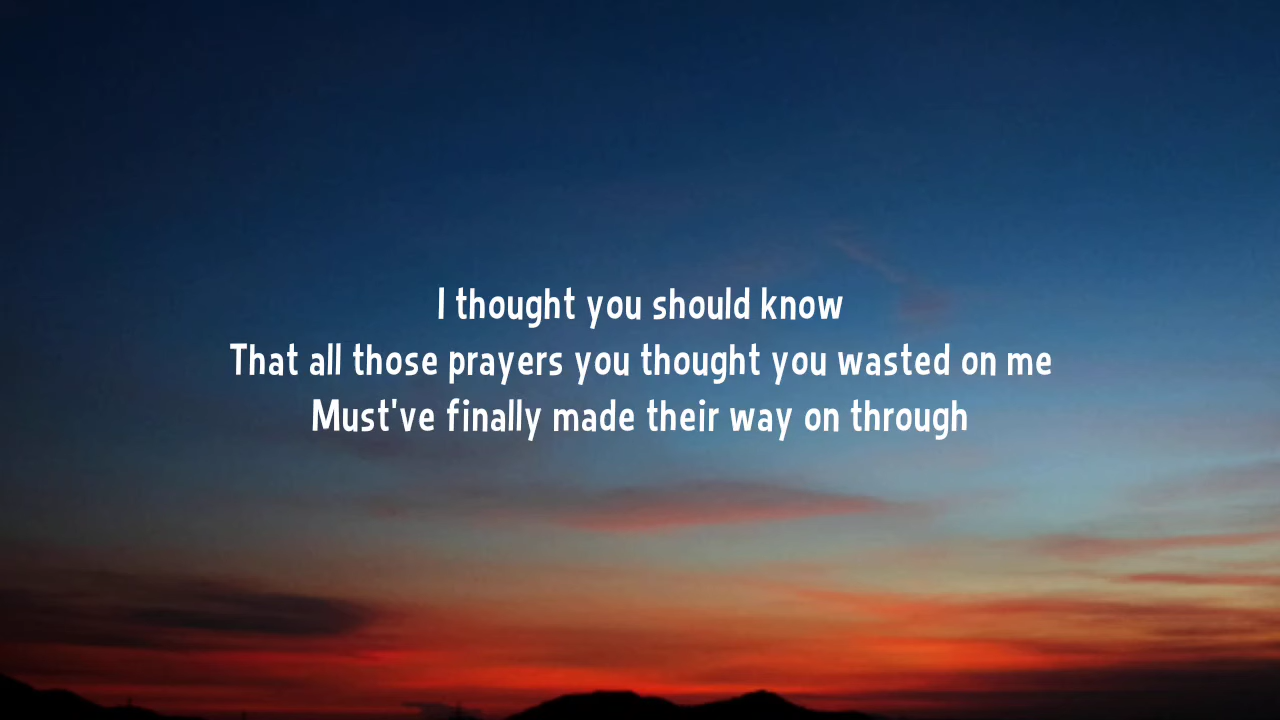 I thought you should know
That all those prayers you thought you wasted on me
Must've finally made their way on through